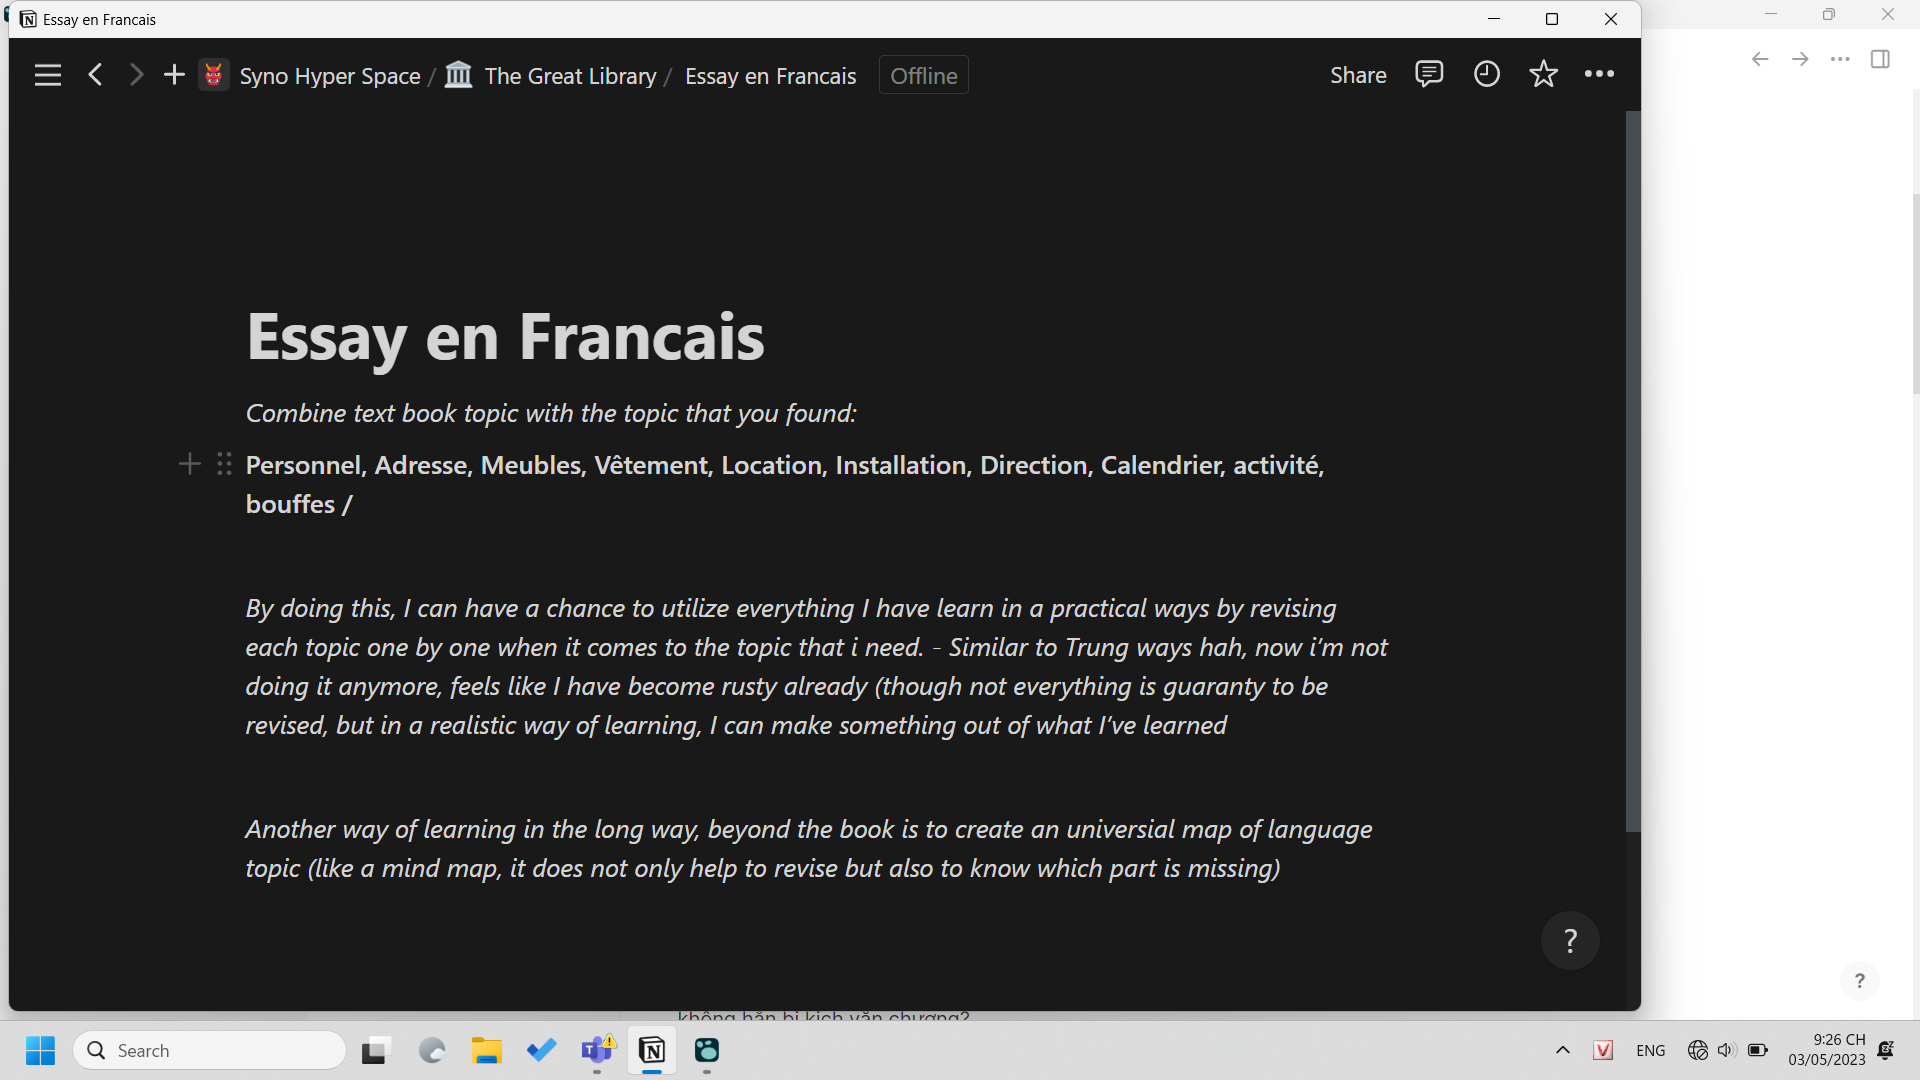 Essay en Francais
Syno Hyper Space / The Great Library / Essay en Francais Offline Share
Essay en Francais
Combine text book topic with the topic that you found:
Personnel, Adresse, Meubles, Vêtement, Location, Installation, Direction, Calendrier, activité,
bouffes /
By doing this, I can have a chance to utilize everything I have learn in a practical ways by revising
each topic one by one when it comes to the topic that i need. - Similar to Trung ways hah, now i’m not
doing it anymore, feels like I have become rusty already (though not everything is guaranty to be
revised, but in a realistic way of learning, I can make something out of what I’ve learned
Another way of learning in the long way, beyond the book is to create an universial map of language
topic (like a mind map, it does not only help to revise but also to know which part is missing)
?
?
không hẳn bi kịch văn chương?
Search
ENG
9:26 CH
03/05/2023